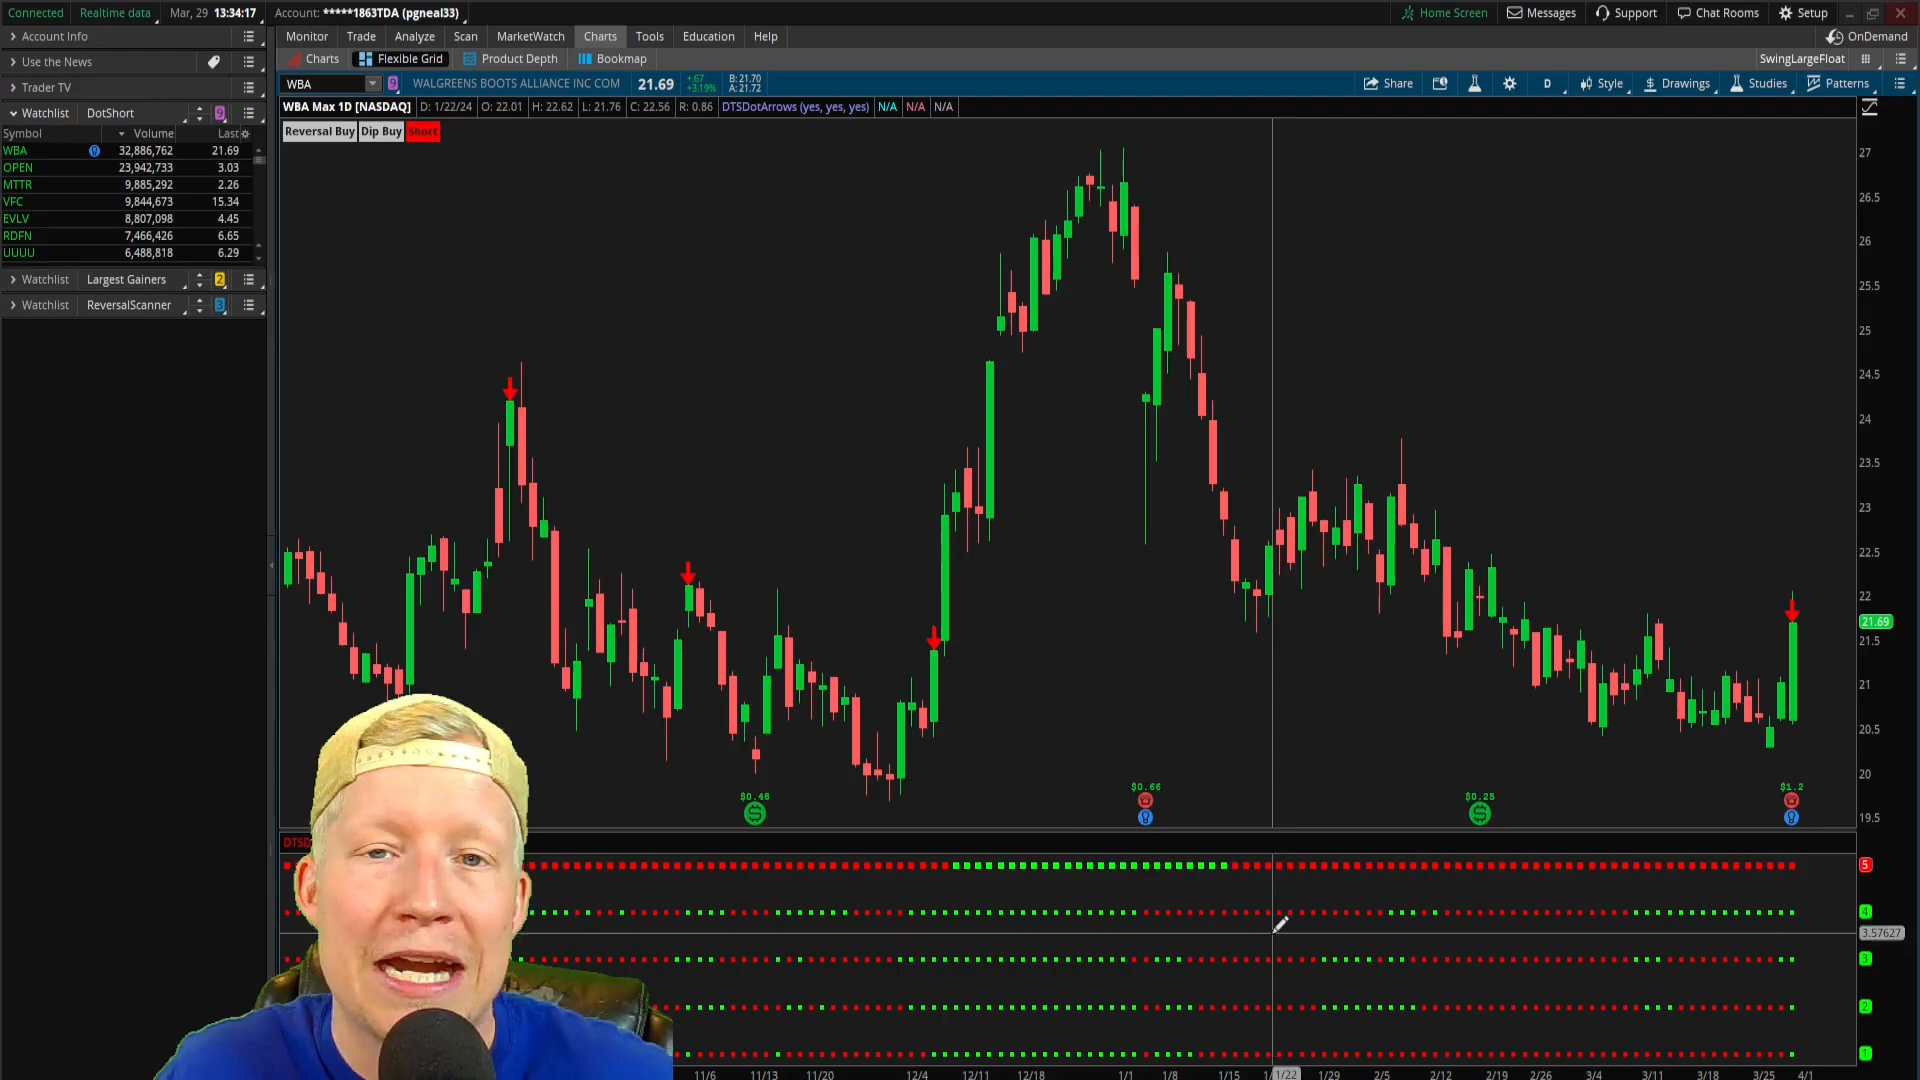 Connected Realtime data Mar, 29 13:34:17 Account: *****1863TDA (pgneal33) Home Screen Messages Support Chat Rooms Setup
Account Info Monitor Trade Analyze Scan MarketWatch Charts Tools Education Help OnDemand
Use the News Charts Flexible Grid Product Depth Bookmap SwingLargeFloat
Trader TV WBA 9 WALGREENS BOOTS ALLIANCE INC COM 21.69 +.67 +3.19% B: 21.70 A: 21.72 Share D Style Drawings Studies Patterns
WBA Max 1D [NASDAQ] D: 1/22/24 O: 22.01 H: 22.62 L: 21.76 C: 22.56 R: 0.86 DTSDotArrows (yes, yes, yes) N/A N/A N/A
Watchlist DotShort 9
Reversal Buy Dip Buy Short
Symbol Volume Last
WBA 32,886,762 21.69
OPEN 23,942,733 3.03
MTTR 9,885,292 2.26
VFC 9,844,673 15.34
EVLV 8,807,098 4.45
RDFN 7,466,426 6.65
UUUU 6,488,818 6.29
Watchlist Largest Gainers 2
Watchlist ReversalScanner 3
27
26.5
26
25.5
25
24.5
24
23.5
23
22.5
22
21.69
21.5
21
20.5
20
19.5
$0.48 $0.66 $0.25 $1.2
DTSD
5
4
3.57627
3
2
1
11/6 11/13 11/20 12/4 12/11 12/18 1/1 1/8 1/15 1/22 1/29 2/5 2/12 2/19 2/26 3/4 3/11 3/18 3/25 4/1